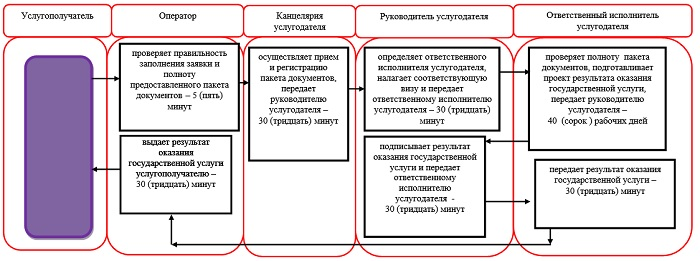 Услугополучатель
Оператор
Канцелярия
услугодателя
Руководитель услугодателя
Ответственный исполнитель
услугодателя
проверяет правильность
заполнения заявки и
полноту
предоставленного пакета
документов – 5 (пять)
минут
осуществляет прием
и регистрацию
пакета документов,
передает
руководителю
услугодателя –
30 (тридцать) минут
определяет ответственного
исполнителя услугодателя,
налагает соответствующую
визу и передает
ответственному исполнителю
услугодателя – 30 (тридцать)
минут
проверяет полноту пакета
документов, подготавливает
проект результата оказания
государственной услуги,
передает руководителю
услугодателя –
40 (сорок ) рабочих дней
выдает результат
оказания
государственной услуги
услугополучателю –
30 (тридцать) минут
подписывает результат
оказания государственной
услуги и передает
ответственному
исполнителю
услугодателя -
30 (тридцать) минут
передает результат оказания
государственной услуги –
30 (тридцать) минут